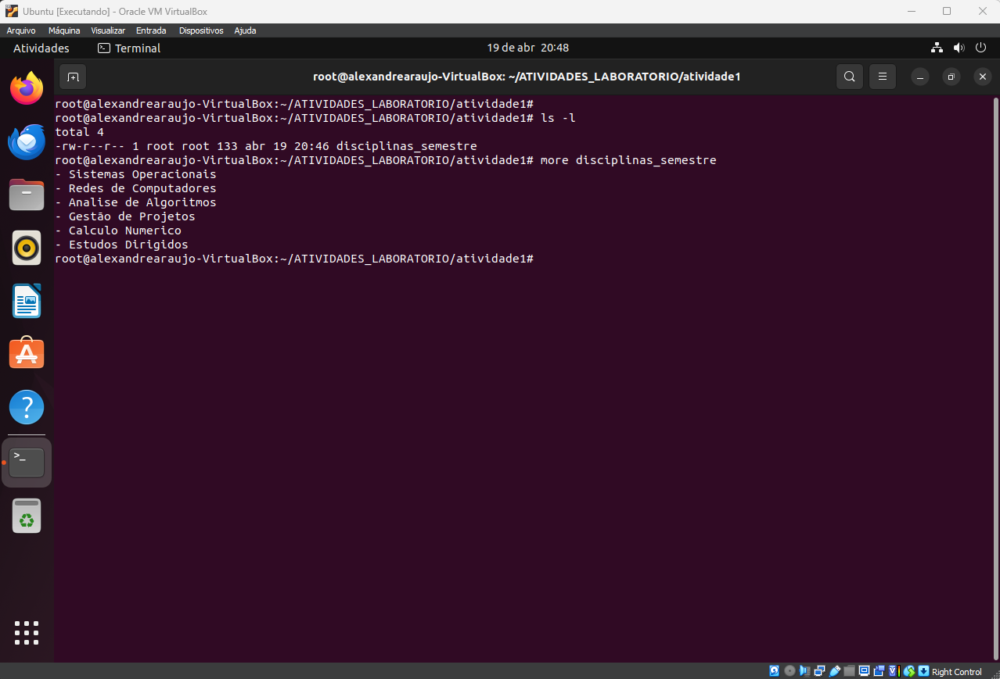 Ubuntu [Executando] - Oracle VM VirtualBox
Arquivo Máquina Visualizar Entrada Dispositivos Ajuda
Atividades Terminal 19 de abr 20:48
root@alexandrearaujo-VirtualBox: ~/ATIVIDADES_LABORATORIO/atividade1
root@alexandrearaujo-VirtualBox:~/ATIVIDADES_LABORATORIO/atividade1#
root@alexandrearaujo-VirtualBox:~/ATIVIDADES_LABORATORIO/atividade1# ls -l
total 4
-rw-r--r-- 1 root root 133 abr 19 20:46 disciplinas_semestre
root@alexandrearaujo-VirtualBox:~/ATIVIDADES_LABORATORIO/atividade1# more disciplinas_semestre
- Sistemas Operacionais
- Redes de Computadores
- Analise de Algoritmos
- Gestão de Projetos
- Calculo Numerico
- Estudos Dirigidos
root@alexandrearaujo-VirtualBox:~/ATIVIDADES_LABORATORIO/atividade1#
Right Control